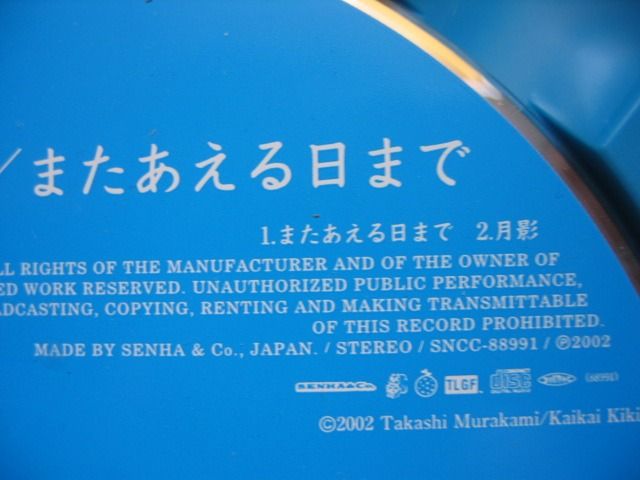 /またあえる日まで
1.またあえる日まで 2.月影
LL RIGHTS OF THE MANUFACTURER AND OF THE OWNER OF
ED WORK RESERVED. UNAUTHORIZED PUBLIC PERFORMANCE,
ADCASTING, COPYING, RENTING AND MAKING TRANSMITTABLE
OF THIS RECORD PROHIBITED.
MADE BY SENHA & Co., JAPAN. / STEREO / SNCC-88991 / ℗2002
SENHA&Co. TLGF DISC (88991)
©2002 Takashi Murakami/Kaikai Kiki